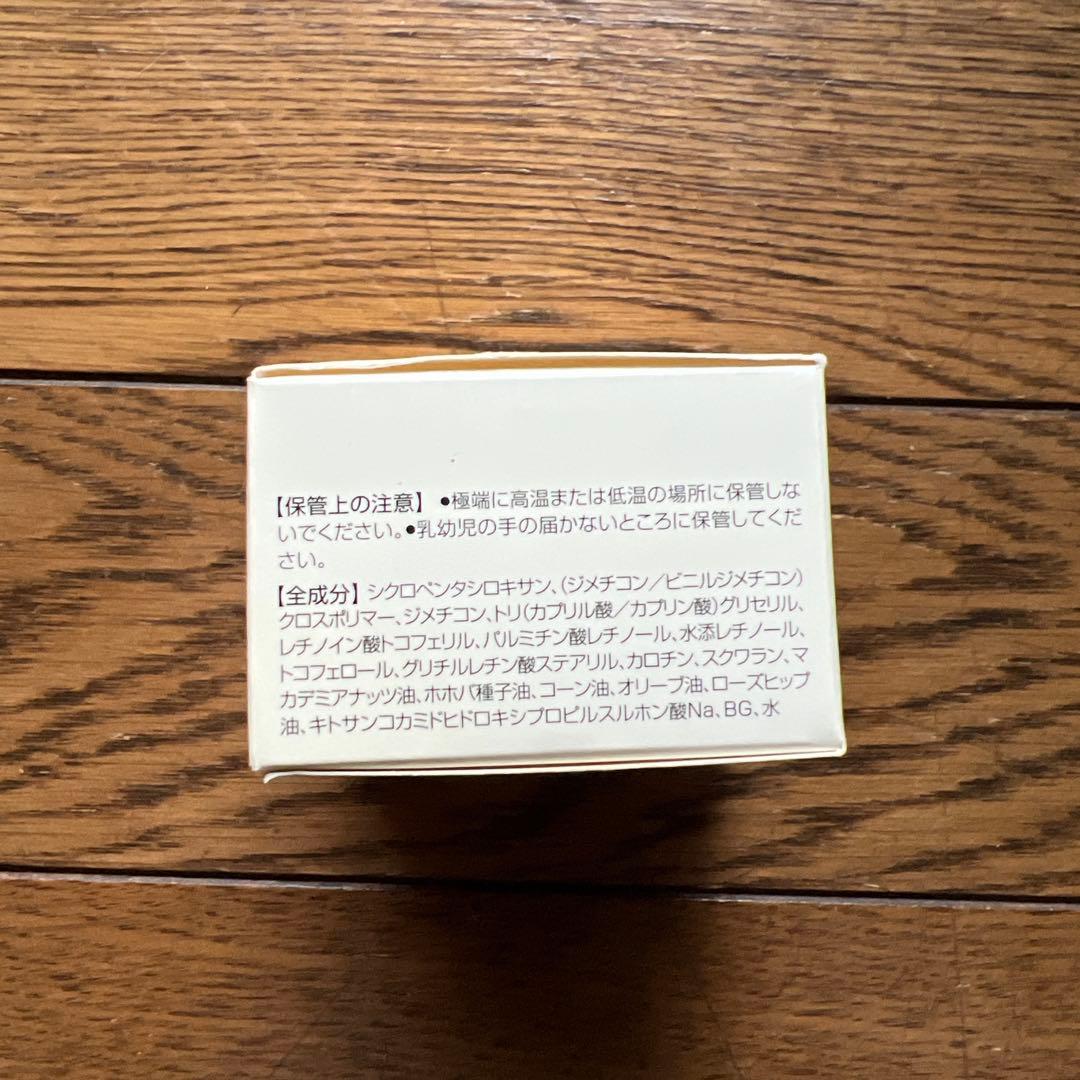 【保管上の注意】 ●極端に高温または低温の場所に保管しな
いでください。●乳幼児の手の届かないところに保管してくだ
さい。
【全成分】シクロペンタシロキサン、(ジメチコン/ビニルジメチコン)
クロスポリマー、ジメチコン、トリ(カプリル酸/カプリン酸)グリセリル、
レチノイン酸トコフェリル、パルミチン酸レチノール、水添レチノール、
トコフェロール、グリチルレチン酸ステアリル、カロチン、スクワラン、マ
カデミアナッツ油、ホホバ種子油、コーン油、オリーブ油、ローズヒップ
油、キトサンコカミドヒドロキシプロピルスルホン酸Na、BG、水